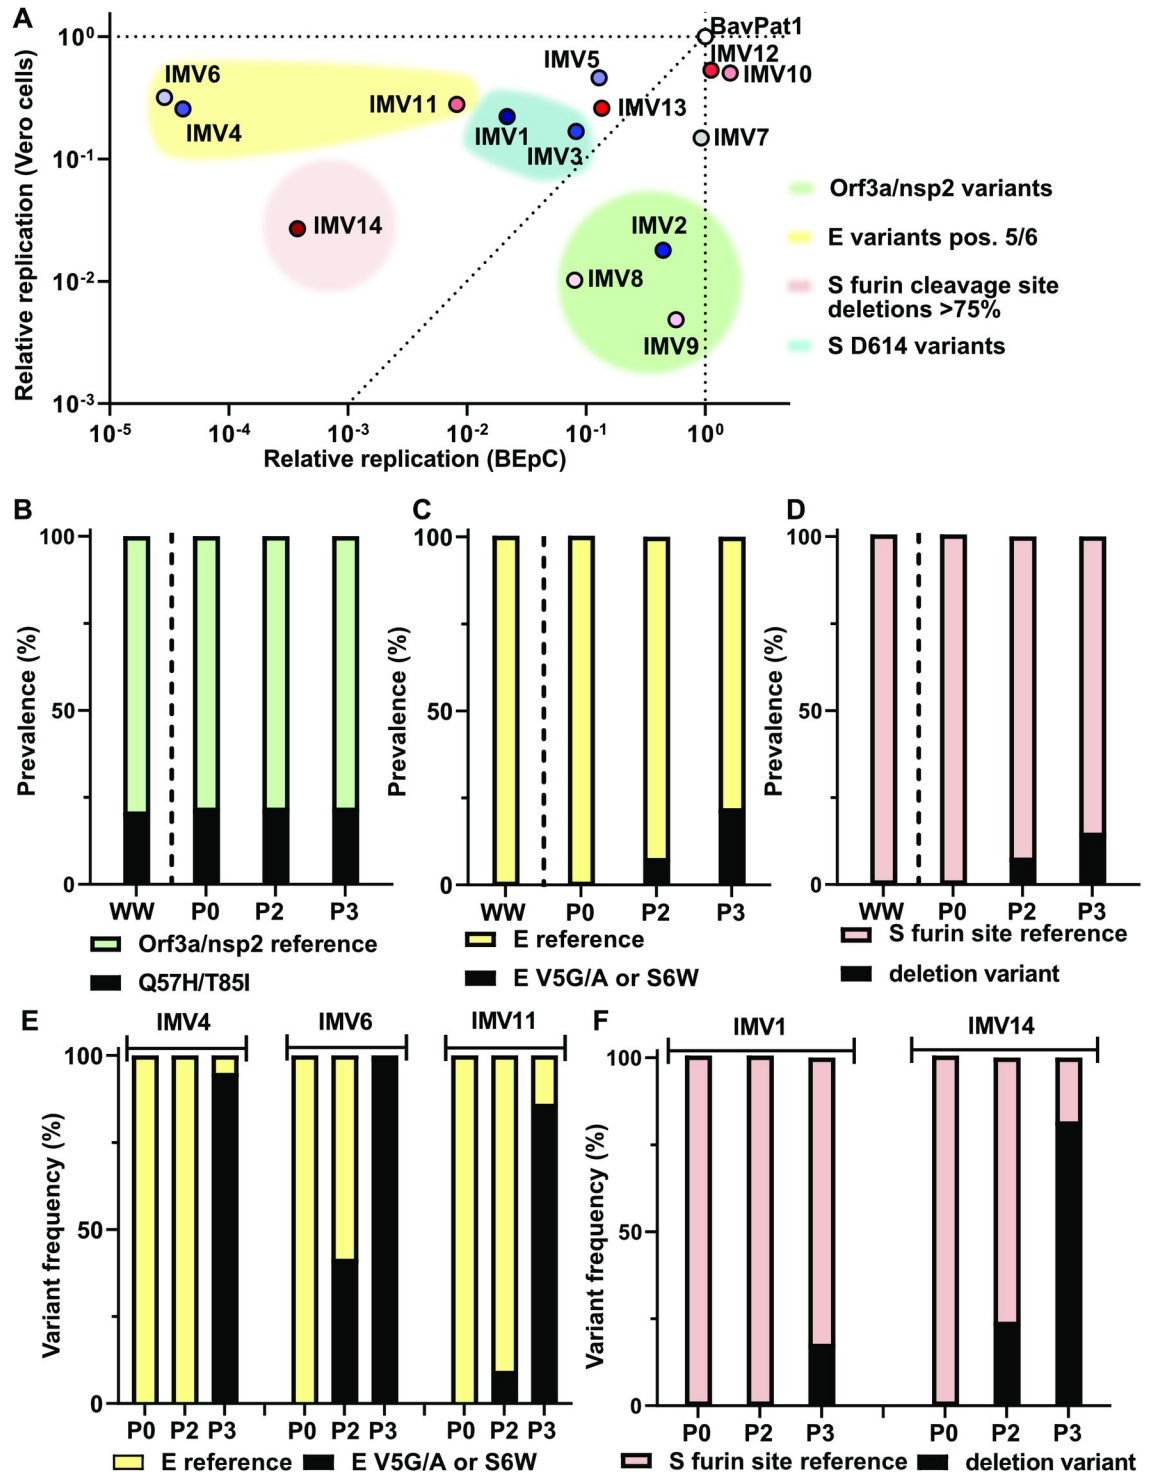 A
Relative replication (Vero cells)
10⁰
10⁻¹
10⁻²
10⁻³
BavPat1
IMV12
IMV10
IMV5
IMV6
IMV11
IMV13
IMV4
IMV1
IMV3
IMV7
IMV14
IMV2
IMV8
IMV9
10⁻⁵ 10⁻⁴ 10⁻³ 10⁻² 10⁻¹ 10⁰
Relative replication (BEpC)
Orf3a/nsp2 variants
E variants pos. 5/6
S furin cleavage site
deletions >75%
S D614 variants
B
Prevalence (%)
100
50
0
WW P0 P2 P3
Orf3a/nsp2 reference
Q57H/T85I
C
Prevalence (%)
100
50
0
WW P0 P2 P3
E reference
E V5G/A or S6W
D
Prevalence (%)
100
50
0
WW P0 P2 P3
S furin site reference
deletion variant
E
IMV4 IMV6 IMV11
Variant frequency (%)
100
50
0
P0 P2 P3 P0 P2 P3 P0 P2 P3
E reference E V5G/A or S6W
F
IMV1 IMV14
Variant frequency (%)
100
50
0
P0 P2 P3 P0 P2 P3
S furin site reference deletion variant